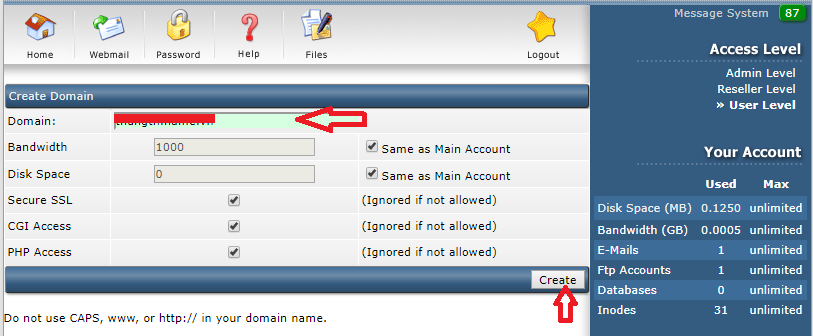 Message System 87
Home Webmail Password Help Files Logout
Access Level
Admin Level
Reseller Level
» User Level
Create Domain
Domain:
Bandwidth 1000 Same as Main Account
Disk Space 0 Same as Main Account
Secure SSL (Ignored if not allowed)
CGI Access (Ignored if not allowed)
PHP Access (Ignored if not allowed)
Create
Do not use CAPS, www, or http:// in your domain name.
Your Account
Used Max
Disk Space (MB) 0.1250 unlimited
Bandwidth (GB) 0.0005 unlimited
E-Mails 1 unlimited
Ftp Accounts 1 unlimited
Databases 0 unlimited
Inodes 31 unlimited